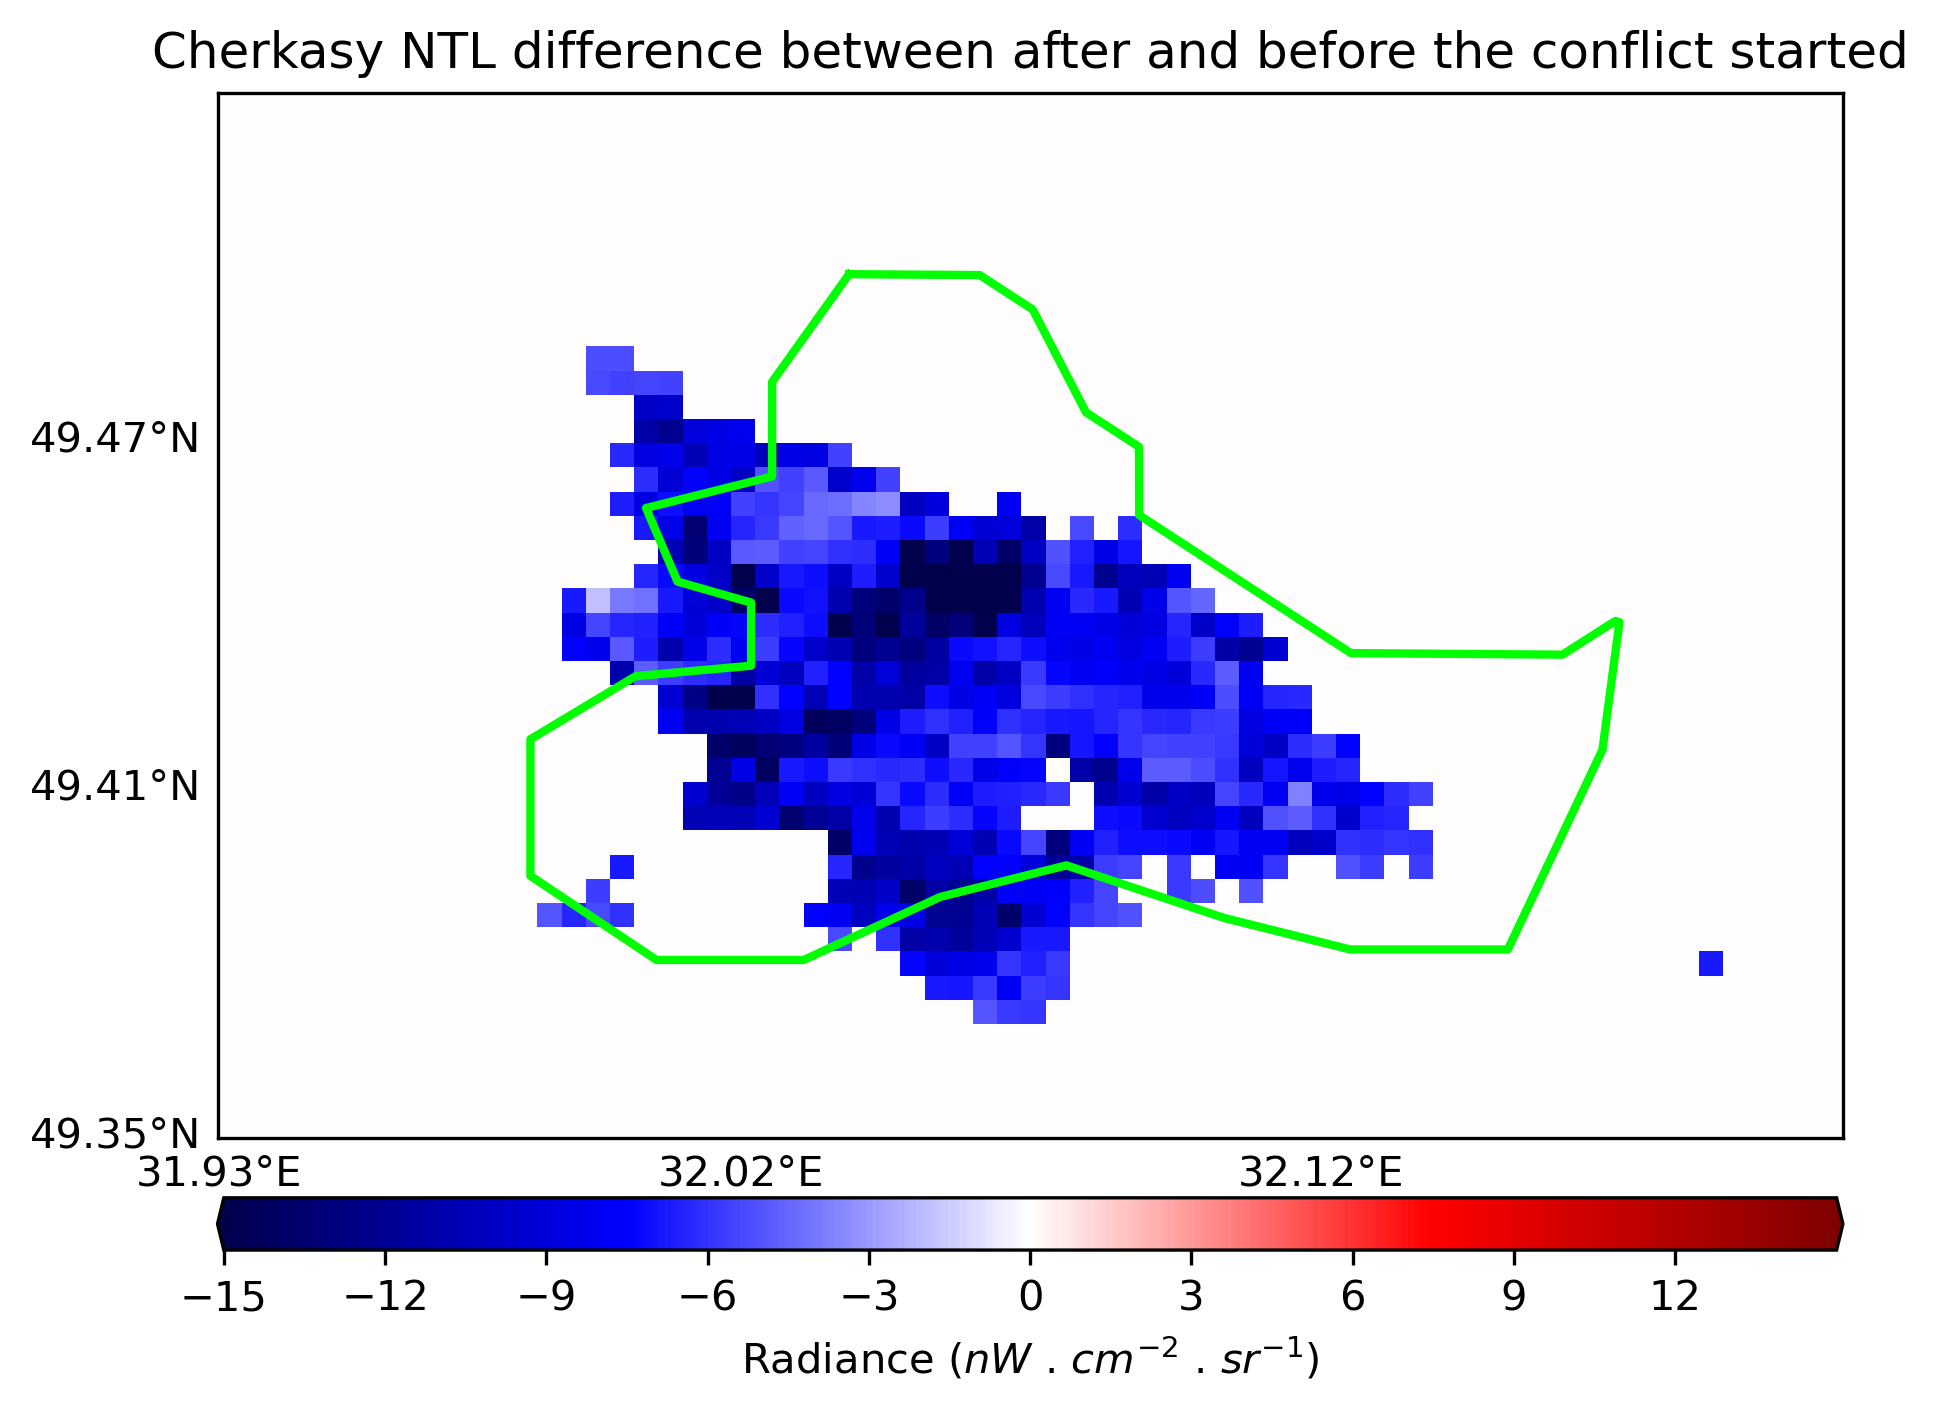 Cherkasy NTL difference between after and before the conflict started
49.47°N
49.41°N
49.35°N
31.93°E 32.02°E 32.12°E
−15 −12 −9 −6 −3 0 3 6 9 12
Radiance (nW . cm⁻² . sr⁻¹)